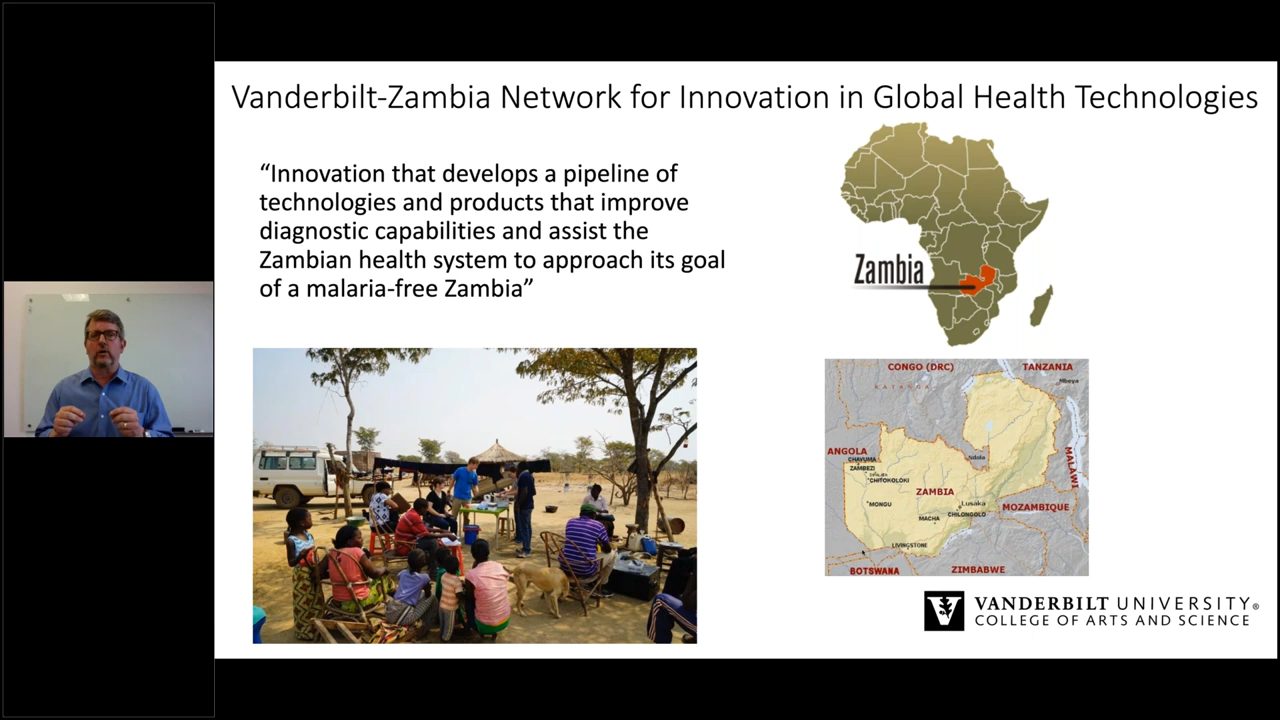 Vanderbilt-Zambia Network for Innovation in Global Health Technologies
“Innovation that develops a pipeline of
technologies and products that improve
diagnostic capabilities and assist the
Zambian health system to approach its goal
of a malaria-free Zambia”
Zambia
CONGO (DRC)
TANZANIA
KATANGA
Mbeya
ANGOLA
CHAVUMA
ZAMBEZI
CHITOKOLOKI
Ndola
MALAWI
ZAMBIA
MONGU
Lusaka
CHILONGOLO
MOZAMBIQUE
MACHA
LIVINGSTONE
BOTSWANA
ZIMBABWE
V
VANDERBILT UNIVERSITY®
COLLEGE OF ARTS AND SCIENCE